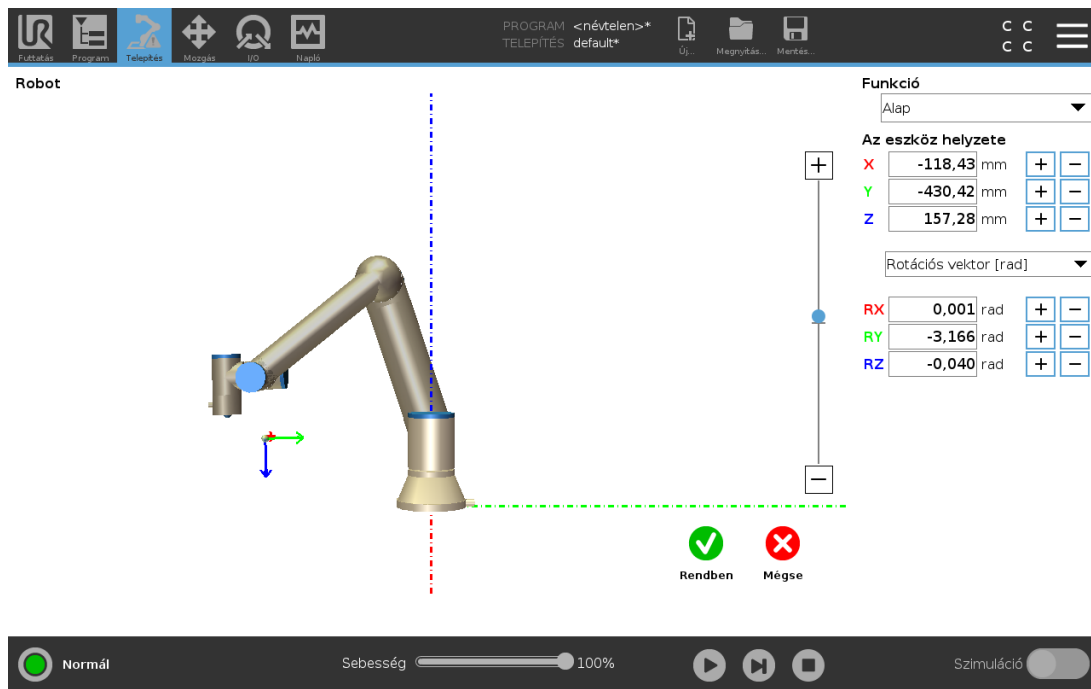 UR
PROGRAM <névtelen>*
TELEPÍTÉS default*
Futtatás Program Telepítés Mozgás I/O Napló Új... Megnyitás... Mentés...
C C
C C
Robot
Funkció
Alap
Az eszköz helyzete
X -118,43 mm + −
Y -430,42 mm + −
Z 157,28 mm + −
Rotációs vektor [rad]
RX 0,001 rad + −
RY -3,166 rad + −
RZ -0,040 rad + −
+
−
Rendben Mégse
Normál Sebesség 100% Szimuláció